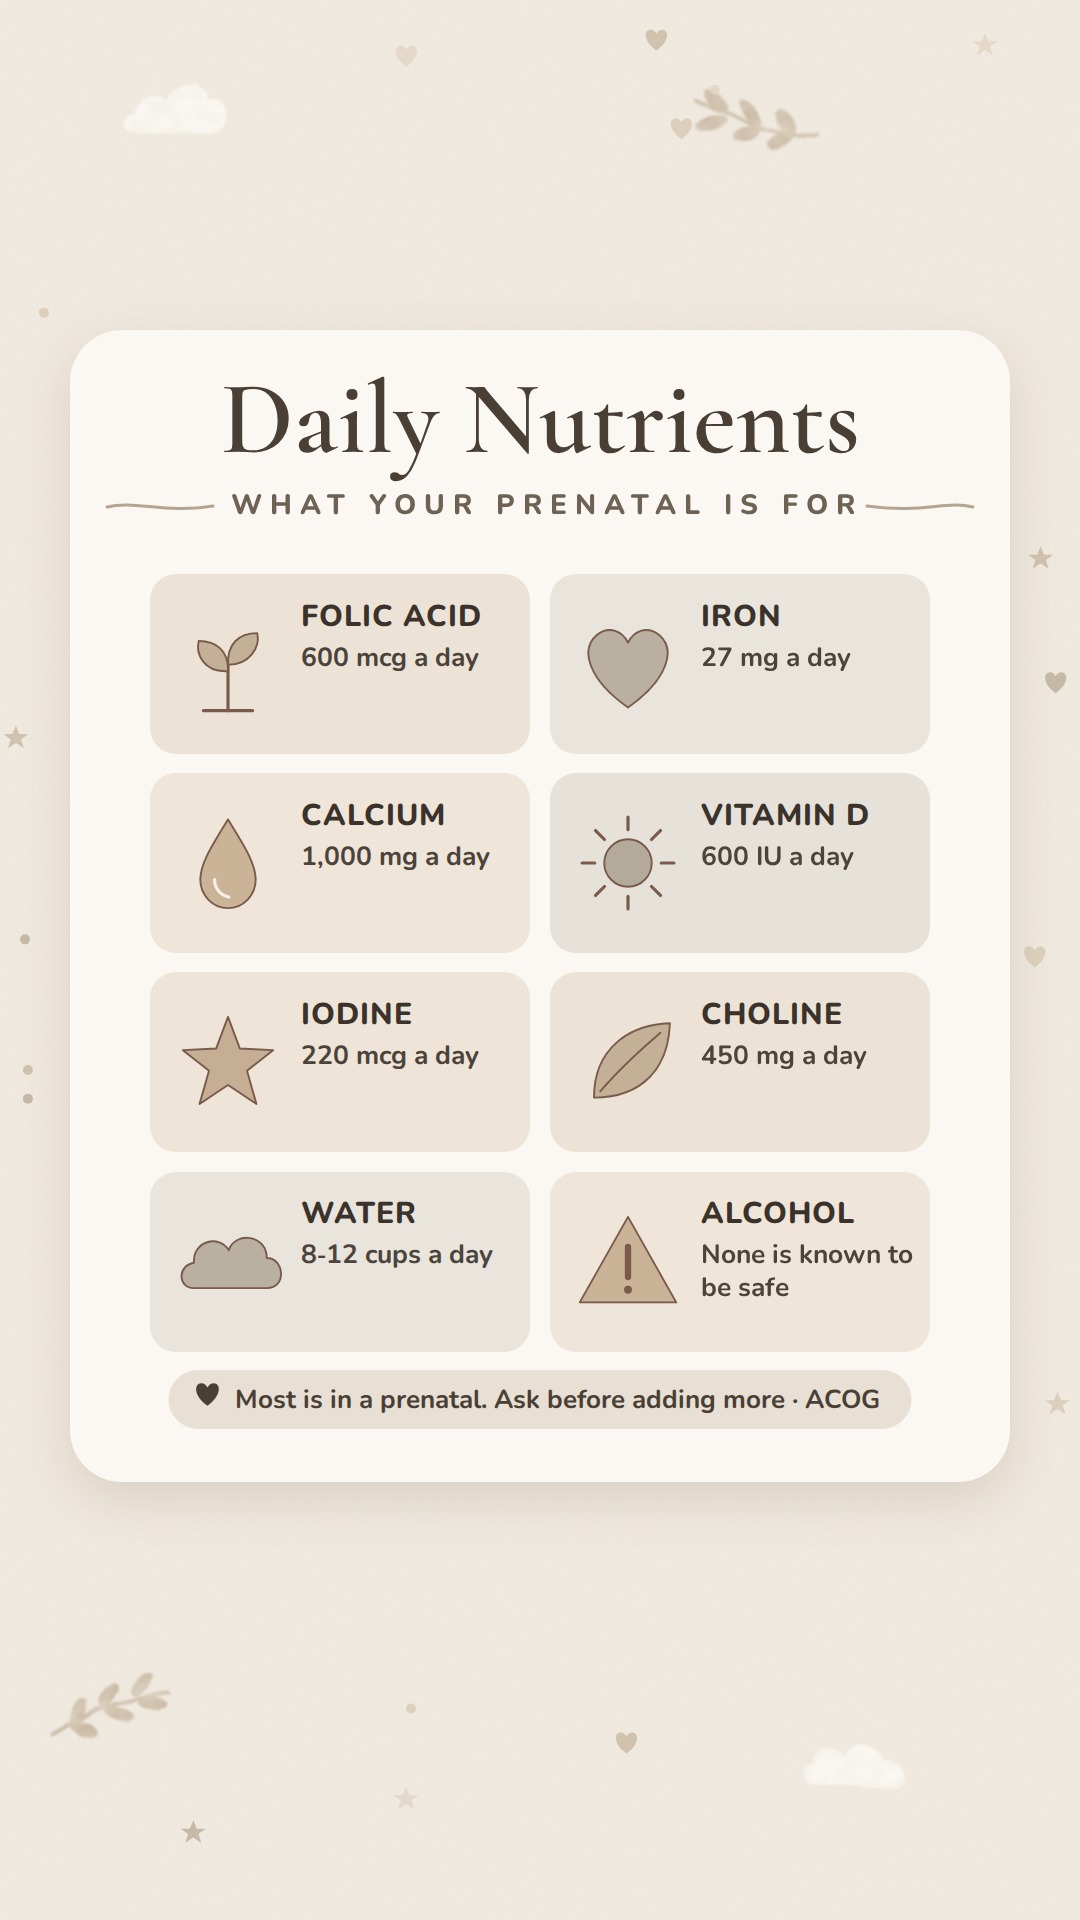 Daily Nutrients
WHAT YOUR PRENATAL IS FOR
FOLIC ACID
600 mcg a day
IRON
27 mg a day
CALCIUM
1,000 mg a day
VITAMIN D
600 IU a day
IODINE
220 mcg a day
CHOLINE
450 mg a day
WATER
8-12 cups a day
ALCOHOL
None is known to
be safe
Most is in a prenatal. Ask before adding more · ACOG